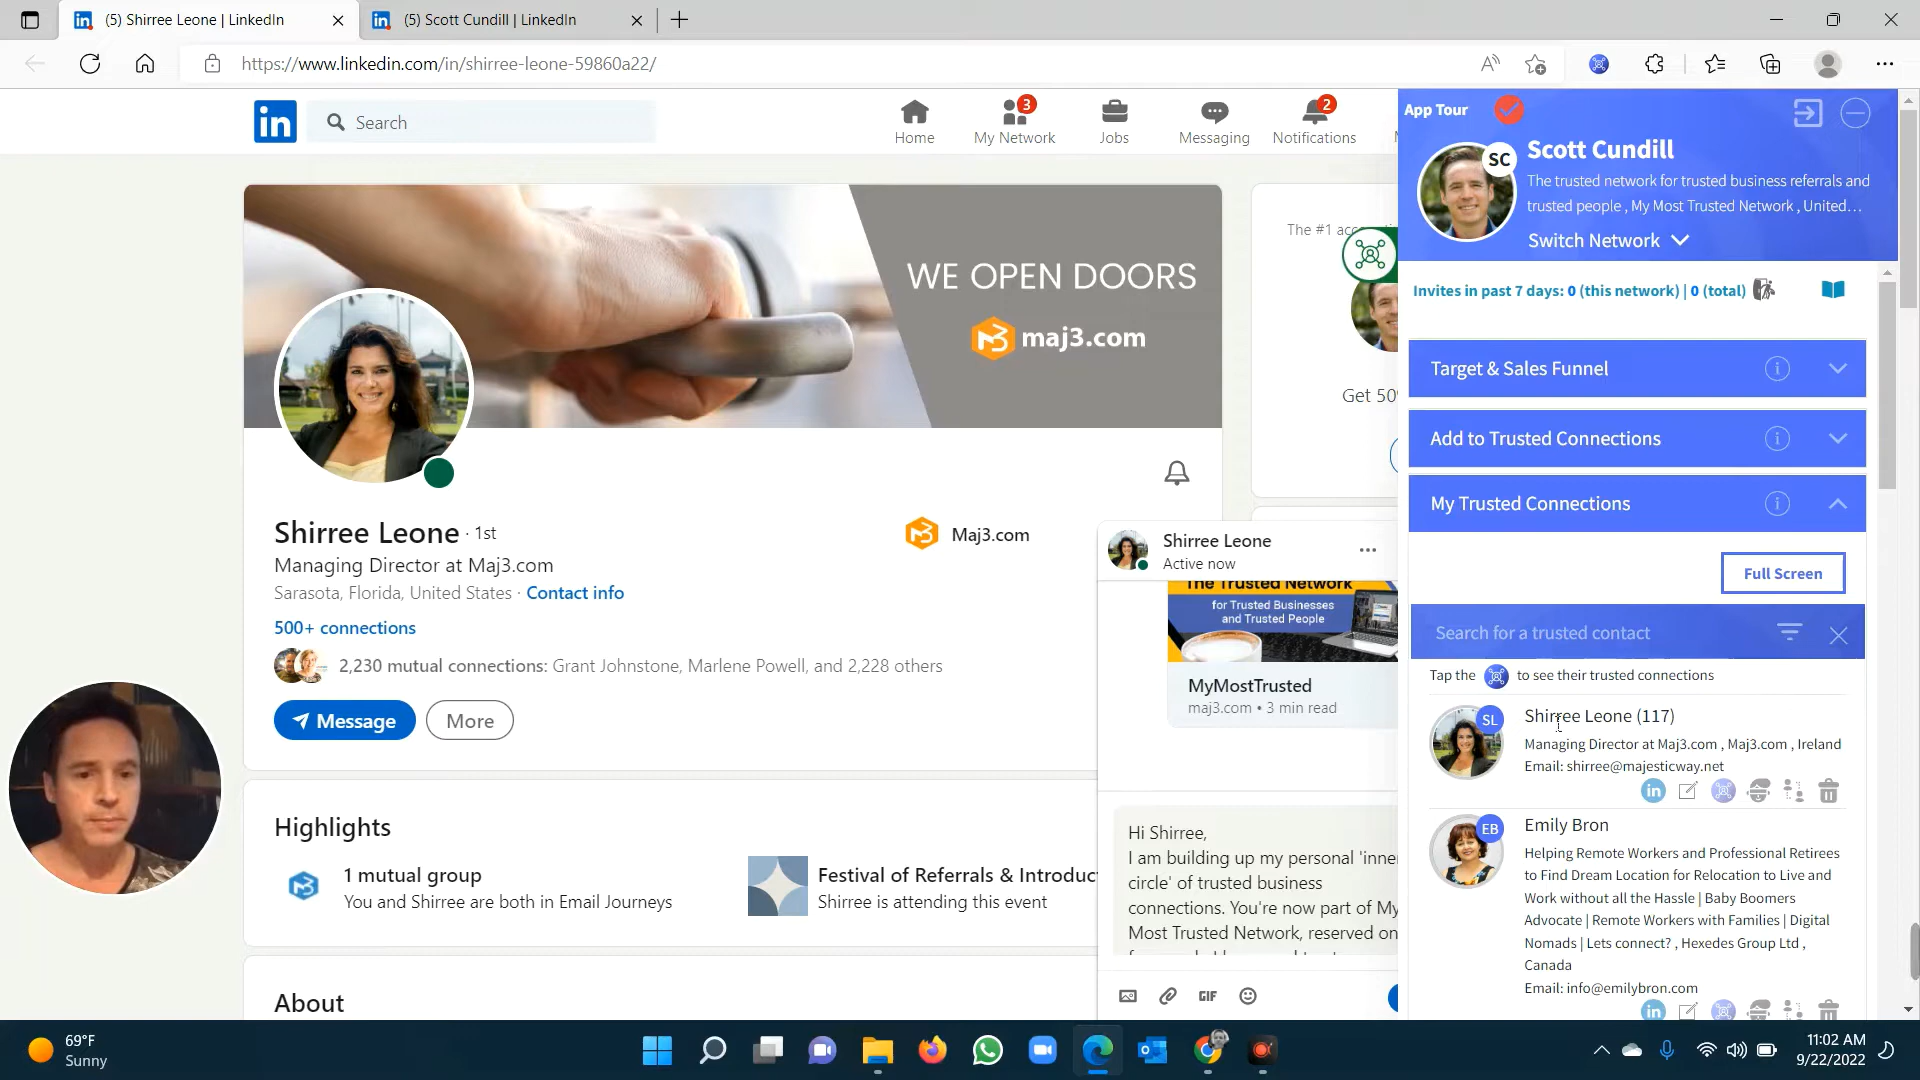 (5) Shirree Leone | LinkedIn
(5) Scott Cundill | LinkedIn
https://www.linkedin.com/in/shirree-leone-59860a22/
in
Search
Home
3
My Network
Jobs
Messaging
2
Notifications
WE OPEN DOORS
maj3.com
Shirree Leone · 1st
Managing Director at Maj3.com
Sarasota, Florida, United States · Contact info
500+ connections
2,230 mutual connections: Grant Johnstone, Marlene Powell, and 2,228 others
Message
More
Maj3.com
Highlights
1 mutual group
You and Shirree are both in Email Journeys
Festival of Referrals & Introduc
Shirree is attending this event
About
The #1
Get 50
Shirree Leone
Active now
The Trusted Network
for Trusted Businesses
and Trusted People
MyMostTrusted
maj3.com • 3 min read
Hi Shirree,
I am building up my personal 'inner
circle' of trusted business
connections. You're now part of My
Most Trusted Network, reserved on
GIF
App Tour
SC
Scott Cundill
The trusted network for trusted business referrals and
trusted people , My Most Trusted Network , United...
Switch Network
Invites in past 7 days: 0 (this network) | 0 (total)
Target & Sales Funnel
Add to Trusted Connections
My Trusted Connections
Full Screen
Search for a trusted contact
Tap the to see their trusted connections
SL
Shirree Leone (117)
Managing Director at Maj3.com , Maj3.com , Ireland
Email: shirree@majesticway.net
in
EB
Emily Bron
Helping Remote Workers and Professional Retirees
to Find Dream Location for Relocation to Live and
Work without all the Hassle | Baby Boomers
Advocate | Remote Workers with Families | Digital
Nomads | Lets connect? , Hexedes Group Ltd ,
Canada
Email: info@emilybron.com
in
69°F
Sunny
11:02 AM
9/22/2022